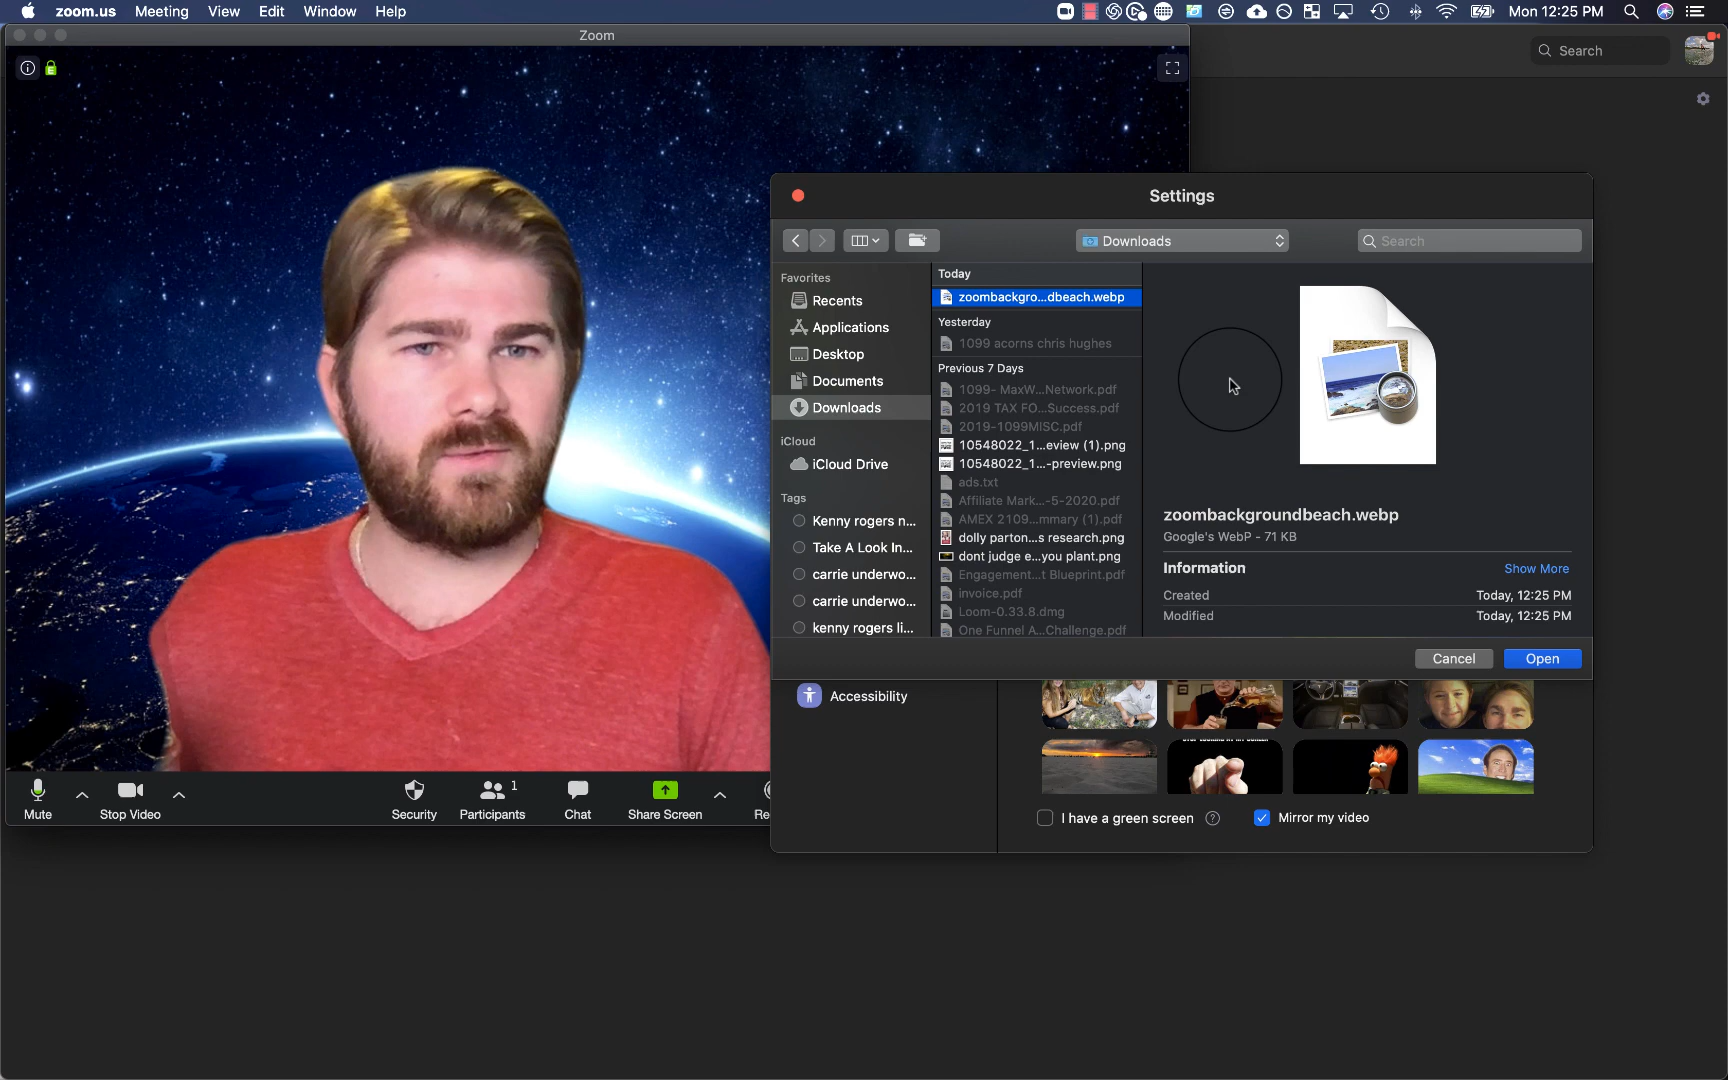 zoom.us Meeting View Edit Window Help
Mon 12:25 PM
Zoom
Search
Settings
Downloads
Search
Favorites
Recents
Applications
Desktop
Documents
Downloads
iCloud
iCloud Drive
Tags
Kenny rogers n...
Take A Look In...
carrie underwo...
carrie underwo...
kenny rogers li...
Today
zoombackgro...dbeach.webp
Yesterday
1099 acorns chris hughes
Previous 7 Days
1099- MaxW...Network.pdf
2019 TAX FO...Success.pdf
2019-1099MISC.pdf
10548022_1...eview (1).png
10548022_1...-preview.png
ads.txt
Affiliate Mark...-5-2020.pdf
AMEX 2109...mmary (1).pdf
dolly parton...s research.png
dont judge e...you plant.png
Engagement...t Blueprint.pdf
invoice.pdf
Loom-0.33.8.dmg
One Funnel A...Challenge.pdf
zoombackgroundbeach.webp
Google's WebP - 71 KB
Information Show More
Created Today, 12:25 PM
Modified Today, 12:25 PM
Cancel Open
Accessibility
I have a green screen ? Mirror my video
Mute
Stop Video
Security
Participants 1
Chat
Share Screen
Re